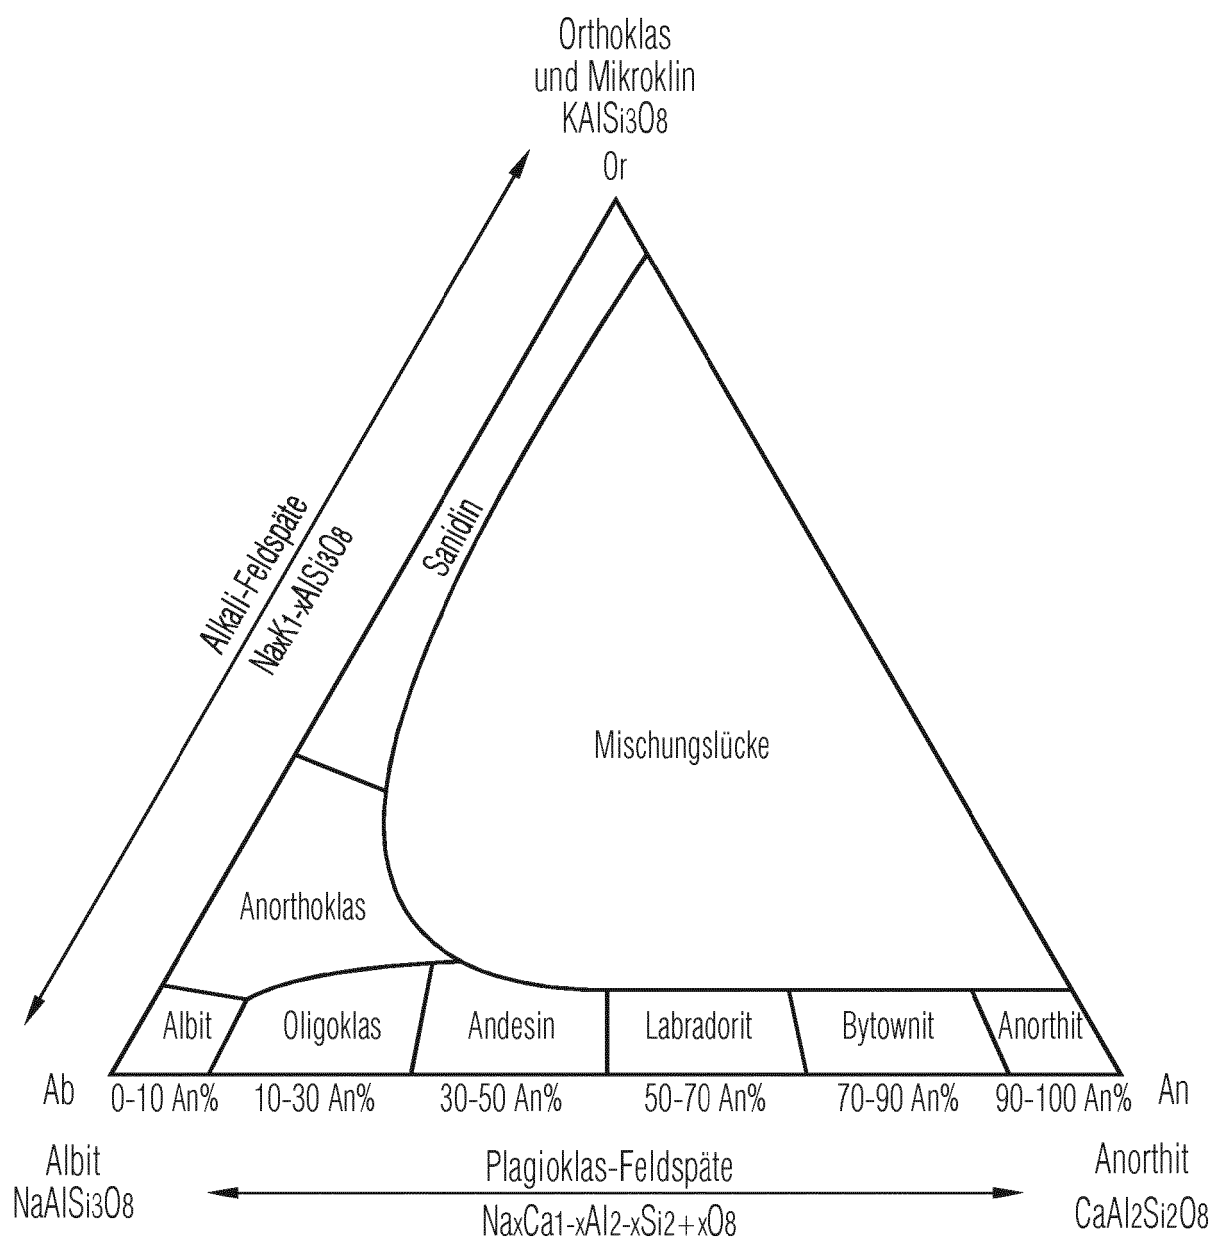 Orthoklas
und Mikroklin
KAlSi3O8
Or
Alkali-Feldspäte
NaxK1-xAlSi3O8
Sanidin
Mischungslücke
Anorthoklas
Albit
Oligoklas
Andesin
Labradorit
Bytownit
Anorthit
Ab
0-10 An%
10-30 An%
30-50 An%
50-70 An%
70-90 An%
90-100 An%
An
Albit
NaAlSi3O8
Plagioklas-Feldspäte
NaxCa1-xAl2-xSi2+xO8
Anorthit
CaAl2Si2O8